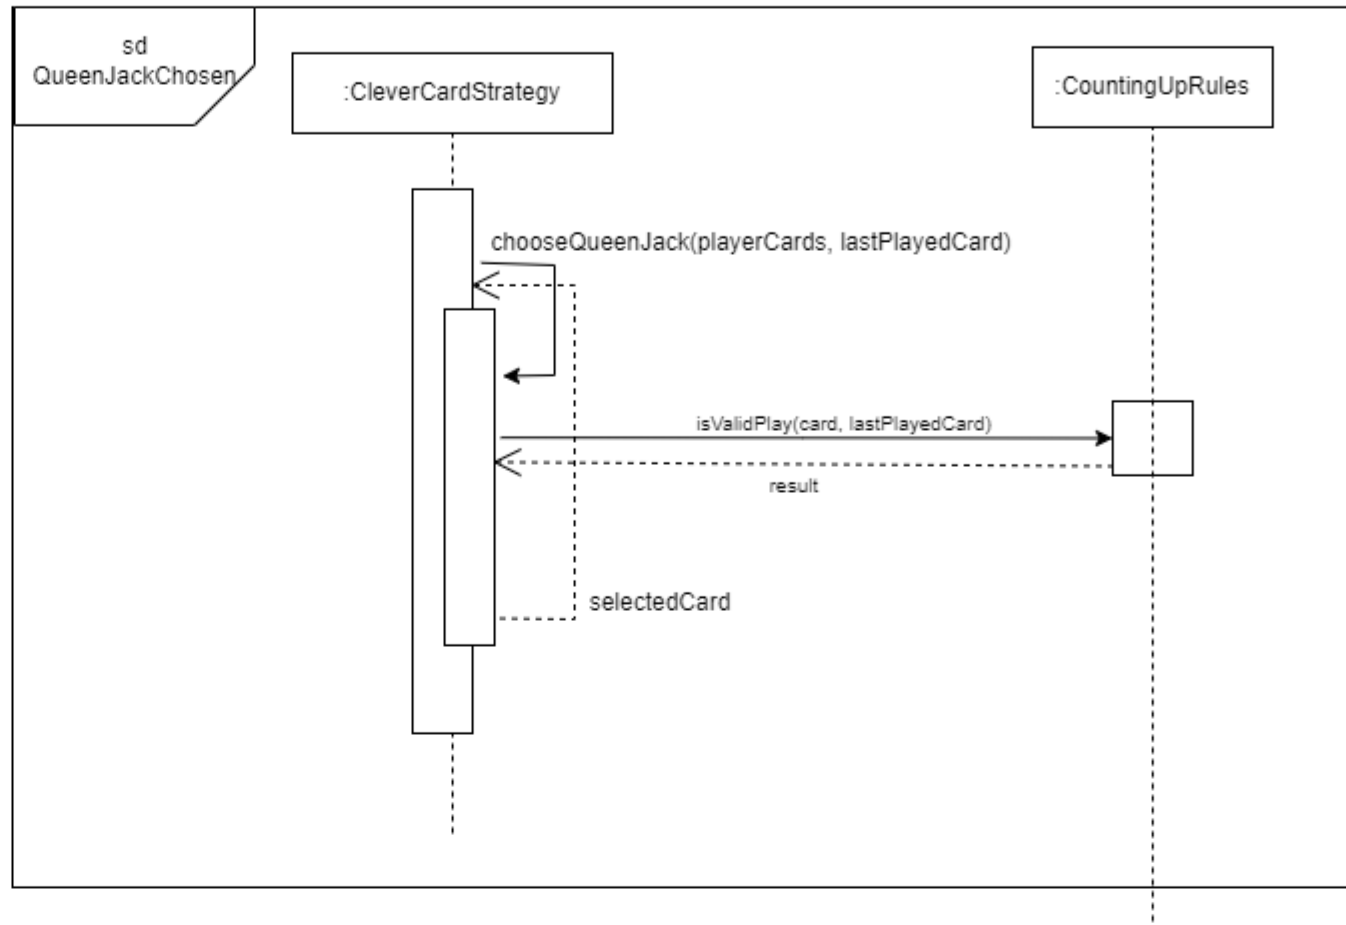 sd
QueenJackChosen
:CleverCardStrategy
:CountingUpRules
chooseQueenJack(playerCards, lastPlayedCard)
isValidPlay(card, lastPlayedCard)
result
selectedCard